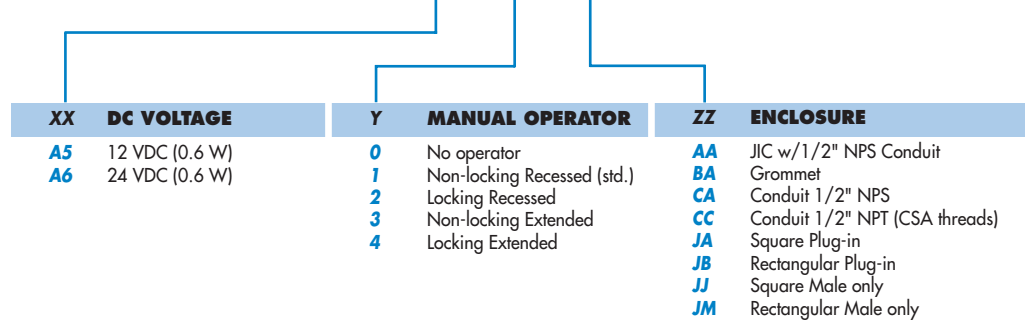 XX DC VOLTAGE
A5 12 VDC (0.6 W)
A6 24 VDC (0.6 W)
Y MANUAL OPERATOR
0 No operator
1 Non-locking Recessed (std.)
2 Locking Recessed
3 Non-locking Extended
4 Locking Extended
ZZ ENCLOSURE
AA JIC w/1/2" NPS Conduit
BA Grommet
CA Conduit 1/2" NPS
CC Conduit 1/2" NPT (CSA threads)
JA Square Plug-in
JB Rectangular Plug-in
JJ Square Male only
JM Rectangular Male only